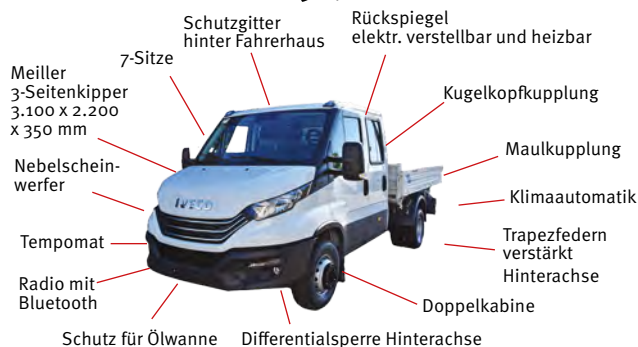 Schutzgitter
hinter Fahrerhaus
Rückspiegel
elektr. verstellbar und heizbar
7-Sitze
Meiller
3-Seitenkipper
3.100 x 2.200
x 350 mm
Kugelkopfkupplung
Nebelschein-
werfer
Maulkupplung
Klimaautomatik
IVECO
Tempomat
Trapezfedern
verstärkt
Hinterachse
Radio mit
Bluetooth
Doppelkabine
Schutz für Ölwanne
Differentialsperre Hinterachse